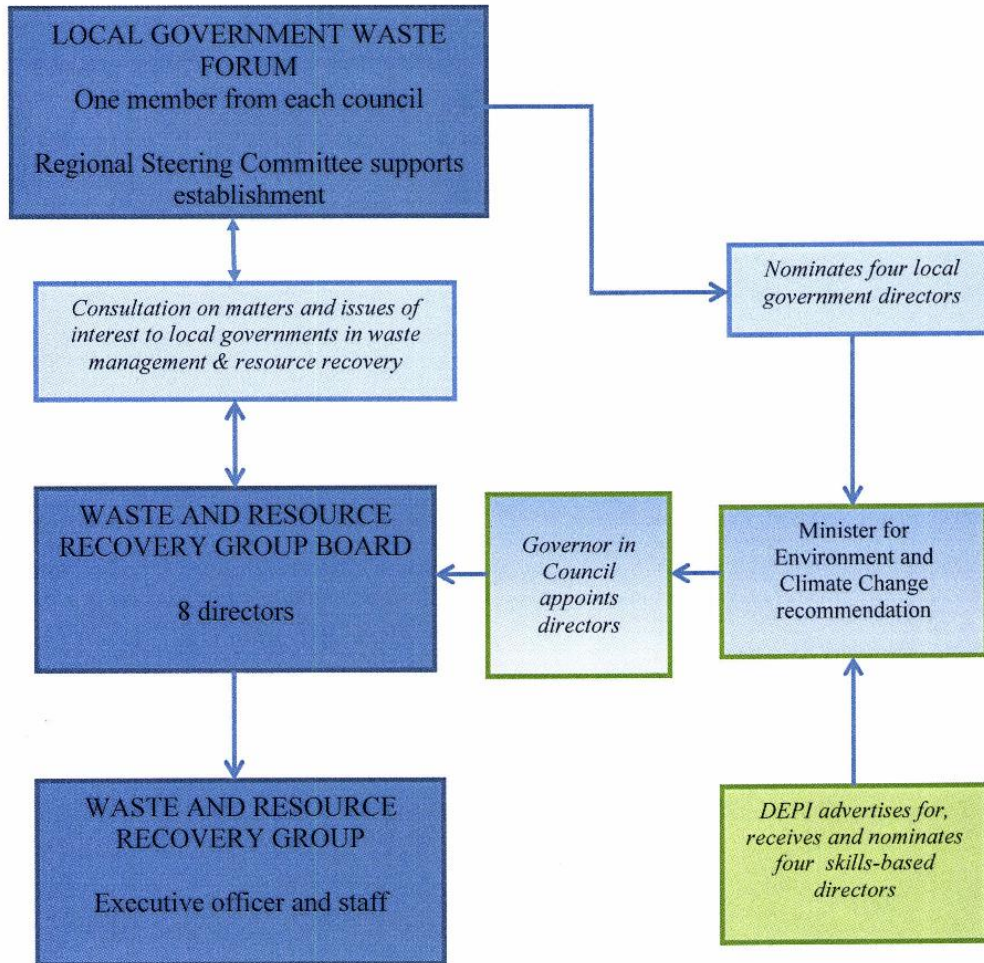 LOCAL GOVERNMENT WASTE
FORUM
One member from each council
Regional Steering Committee supports
establishment
Nominates four local
government directors
Consultation on matters and issues of
interest to local governments in waste
management & resource recovery
WASTE AND RESOURCE
RECOVERY GROUP BOARD
8 directors
Governor in
Council
appoints
directors
Minister for
Environment and
Climate Change
recommendation
WASTE AND RESOURCE
RECOVERY GROUP
Executive officer and staff
DEPI advertises for,
receives and nominates
four skills-based
directors